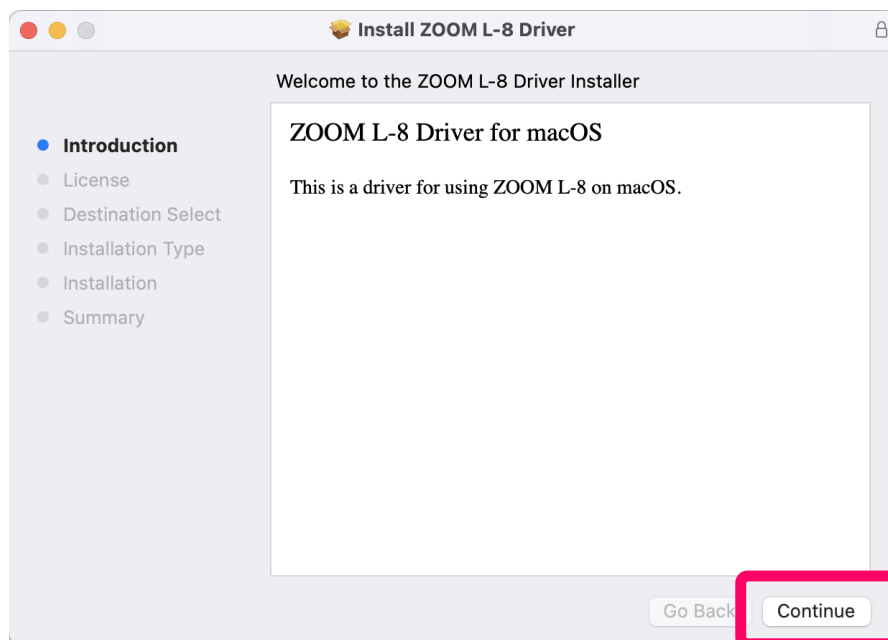 Install ZOOM L-8 Driver
Welcome to the ZOOM L-8 Driver Installer
Introduction
License
Destination Select
Installation Type
Installation
Summary
ZOOM L-8 Driver for macOS
This is a driver for using ZOOM L-8 on macOS.
Go Back
Continue